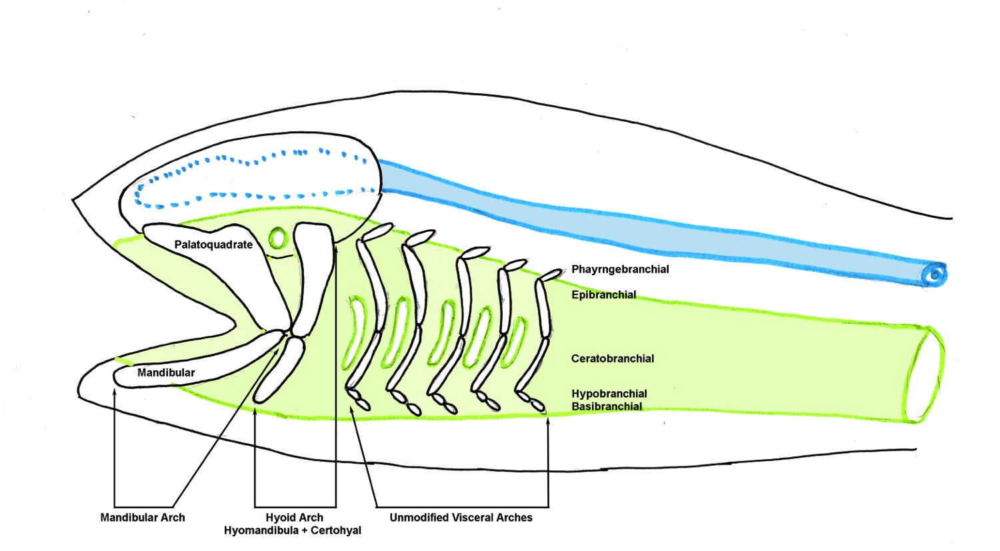 Palatoquadrate
Phayrngebranchial
Epibranchial
Ceratobranchial
Mandibular
Hypobranchial
Basibranchial
Mandibular Arch
Hyoid Arch
Hyomandibula + Certohyal
Unmodified Visceral Arches